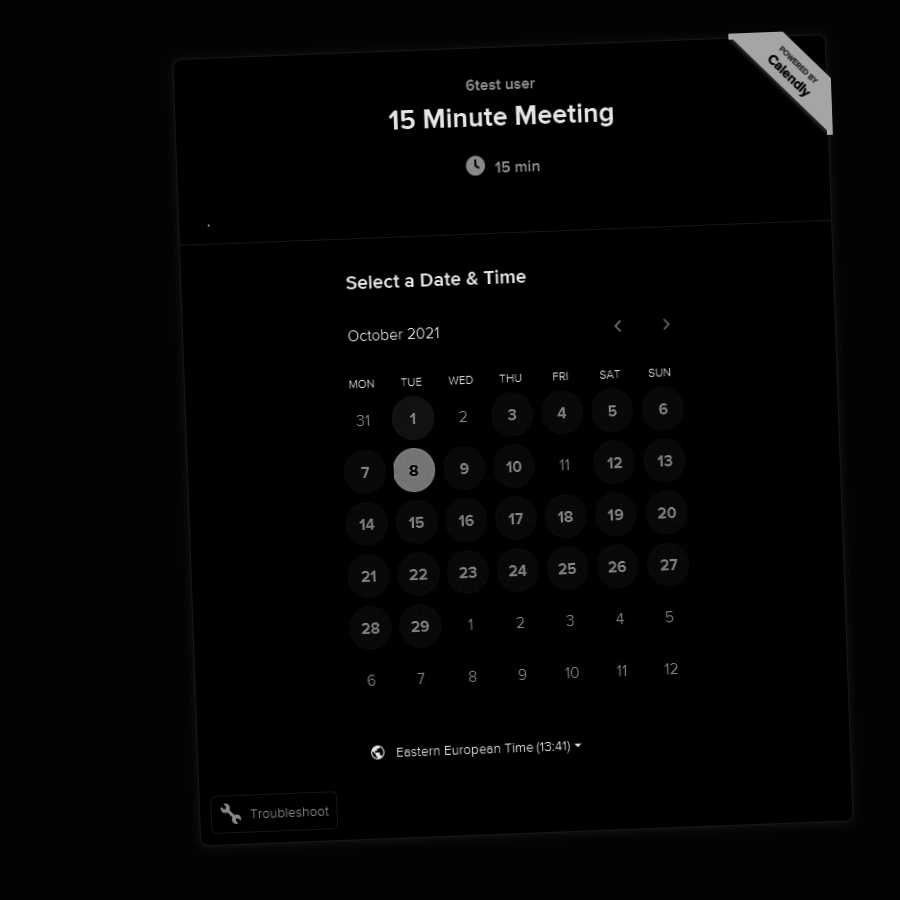 POWERED BY
Calendly
6test user
15 Minute Meeting
15 min
Select a Date & Time
October 2021
MON TUE WED THU FRI SAT SUN
31 1 2 3 4 5 6
7 8 9 10 11 12 13
14 15 16 17 18 19 20
21 22 23 24 25 26 27
28 29 1 2 3 4 5
6 7 8 9 10 11 12
Eastern European Time (13:41)
Troubleshoot